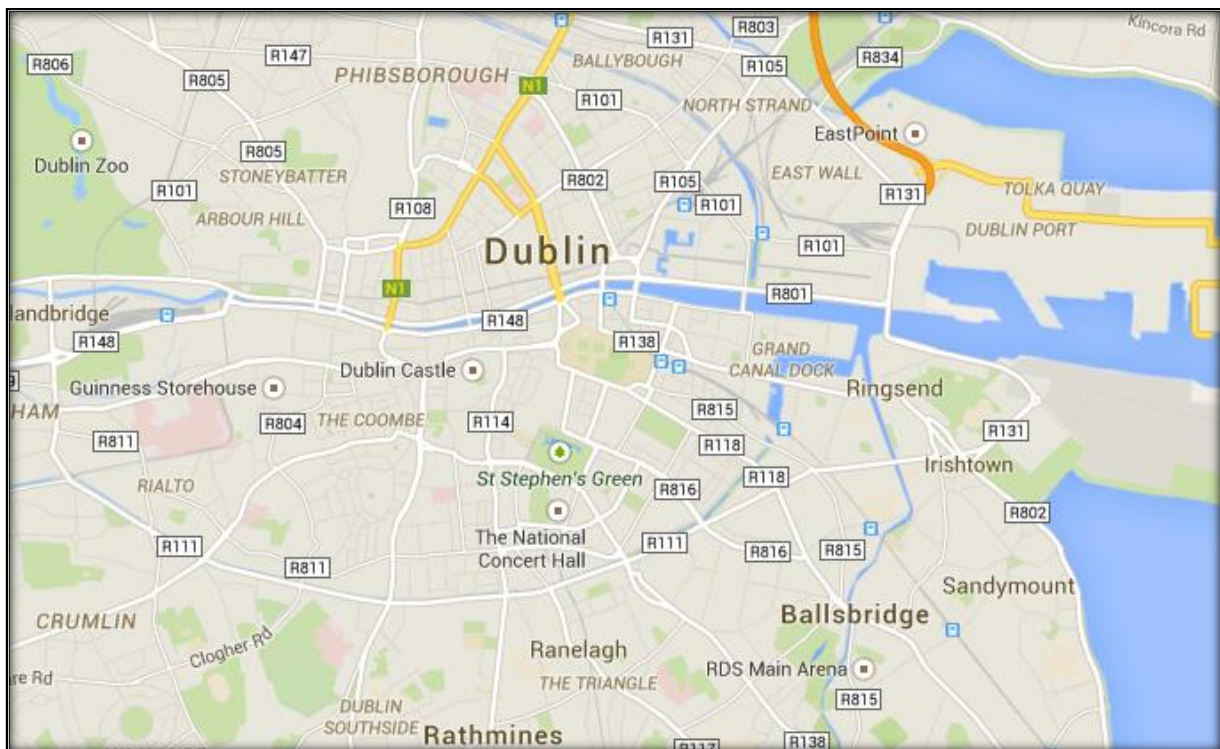 R803
Kincora Rd
R131
R147
R834
R806
BALLYBOUGH
R105
PHIBSBOROUGH
R805
N1
R101
NORTH STRAND
EastPoint
Dublin Zoo
R805
STONEYBATTER
R802
R105
EAST WALL
R101
R131
TOLKA QUAY
R108
R101
ARBOUR HILL
DUBLIN PORT
R101
Dublin
N1
R801
landbridge
R148
R148
R138
GRAND
CANAL DOCK
Dublin Castle
Guinness Storehouse
Ringsend
HAM
THE COOMBE
R804
R114
R815
R811
R118
R131
Irishtown
St Stephen's Green
R118
RIALTO
R816
R802
The National
Concert Hall
R111
R111
R816
R815
R811
Sandymount
CRUMLIN
Ballsbridge
Clogher Rd
Ranelagh
are Rd
THE TRIANGLE
RDS Main Arena
R815
DUBLIN
SOUTHSIDE
Rathmines
R117
R138